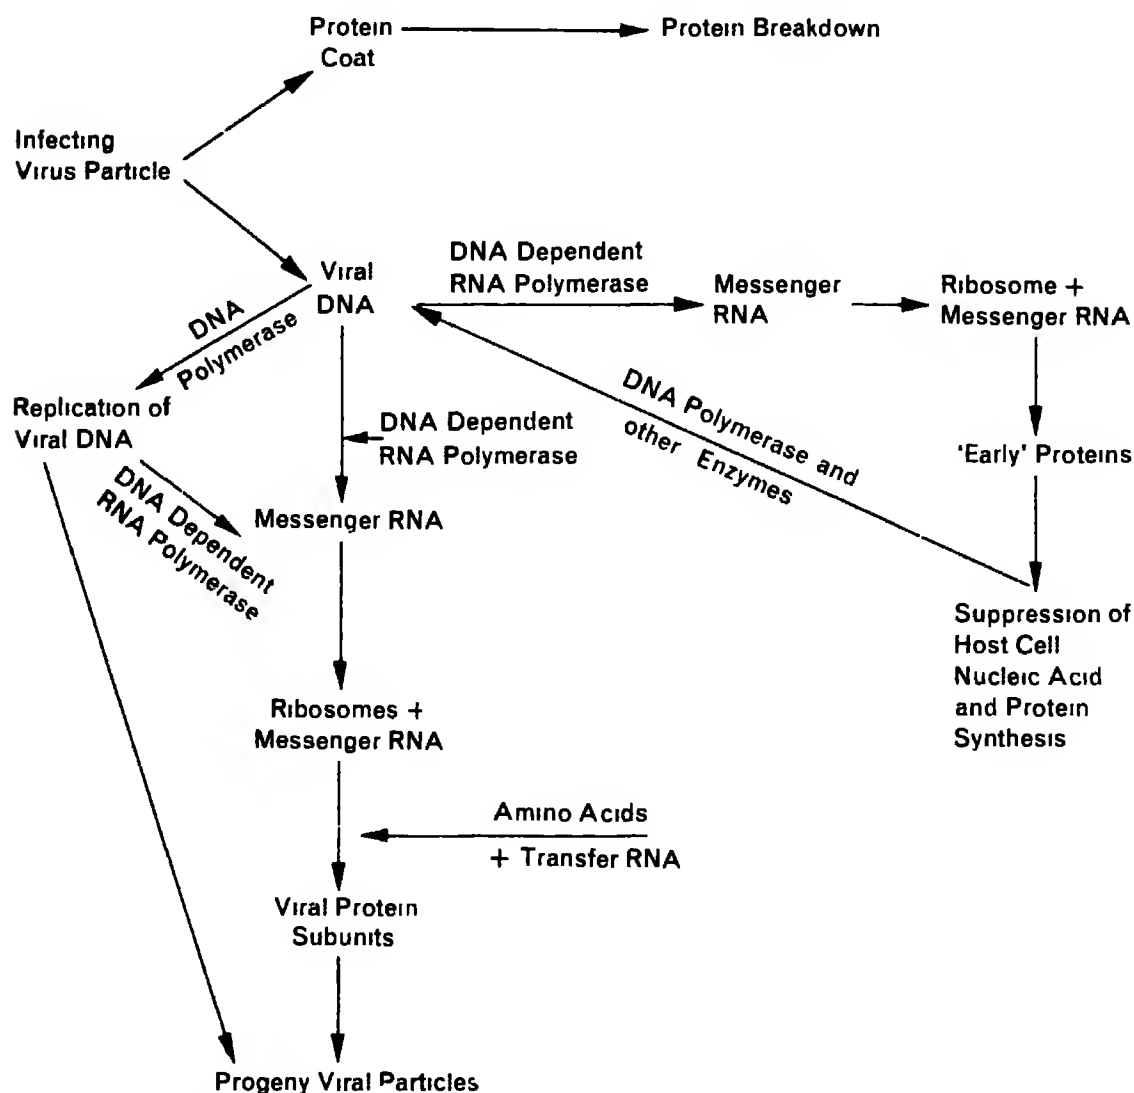 Protein
Coat
Protein Breakdown
Infecting
Virus Particle
Viral
DNA
DNA Dependent
RNA Polymerase
Messenger
RNA
Ribosome +
Messenger RNA
DNA
Polymerase
Replication of
Viral DNA
DNA Dependent
RNA Polymerase
DNA Polymerase and
other Enzymes
'Early' Proteins
DNA Dependent
RNA Polymerase
Messenger RNA
Suppression of
Host Cell
Nucleic Acid
and Protein
Synthesis
Ribosomes +
Messenger RNA
Amino Acids
+ Transfer RNA
Viral Protein
Subunits
Progeny Viral Particles